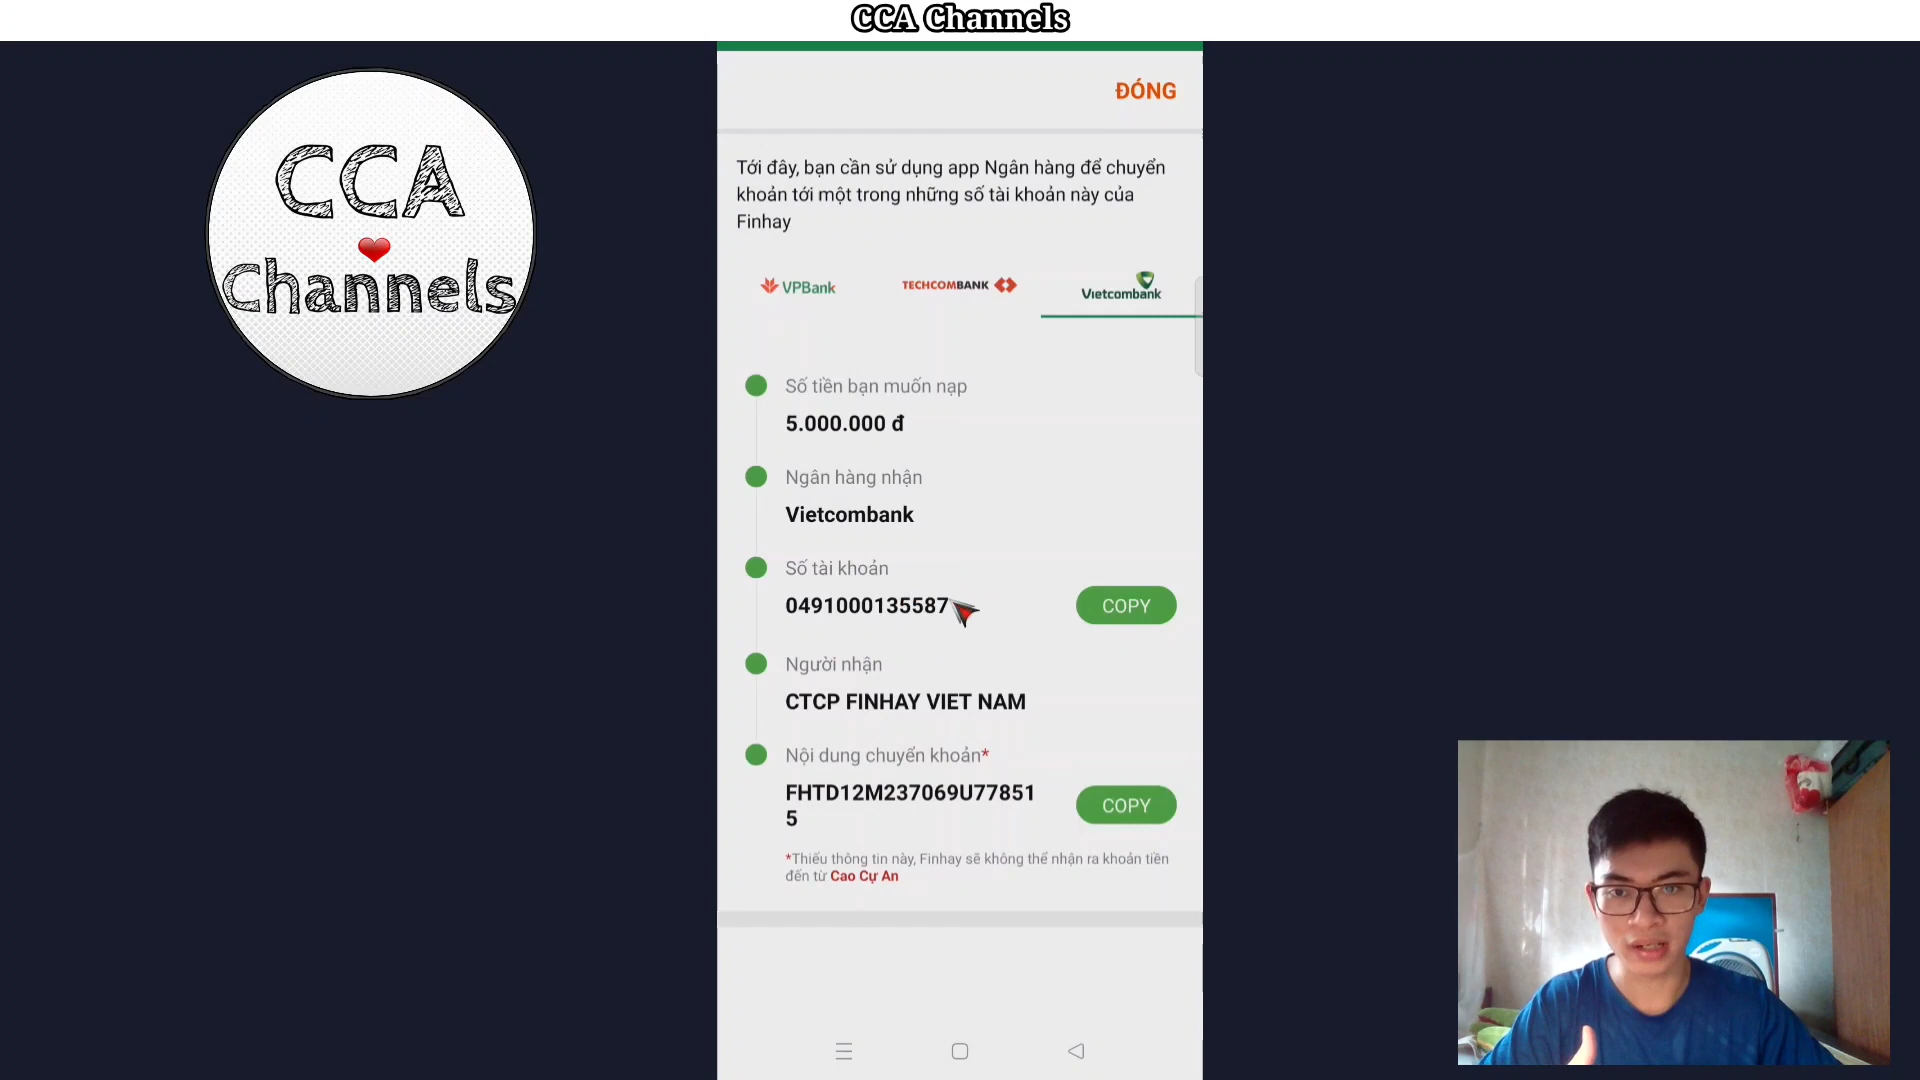 CCA Channels
CCA
Channels
ĐÓNG
Tới đây, bạn cần sử dụng app Ngân hàng để chuyển
khoản tới một trong những số tài khoản này của
Finhay
VPBank
TECHCOMBANK
Vietcombank
Số tiền bạn muốn nạp
5.000.000 đ
Ngân hàng nhận
Vietcombank
Số tài khoản
0491000135587
COPY
Người nhận
CTCP FINHAY VIET NAM
Nội dung chuyển khoản*
FHTD12M237069U77851
5
COPY
*Thiếu thông tin này, Finhay sẽ không thể nhận ra khoản tiền
đến từ Cao Cự An